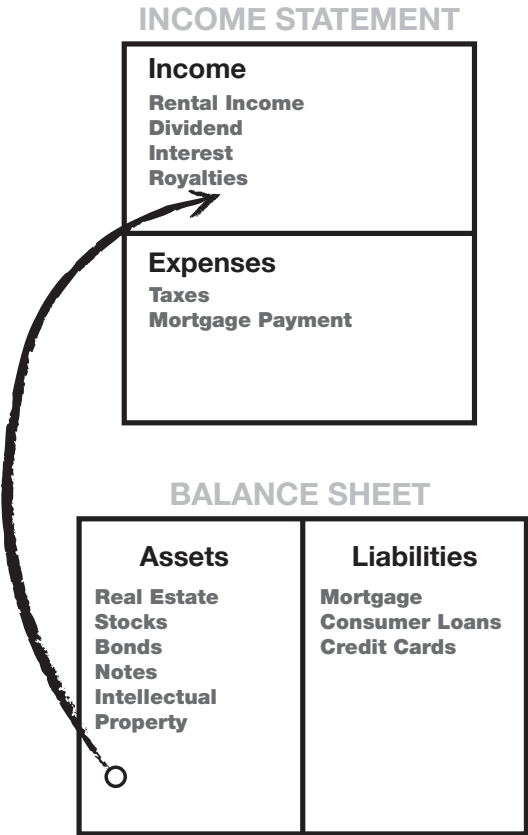 INCOME STATEMENT
Income
Rental Income
Dividend
Interest
Royalties
Expenses
Taxes
Mortgage Payment
BALANCE SHEET
Assets
Real Estate
Stocks
Bonds
Notes
Intellectual
Property
Liabilities
Mortgage
Consumer Loans
Credit Cards